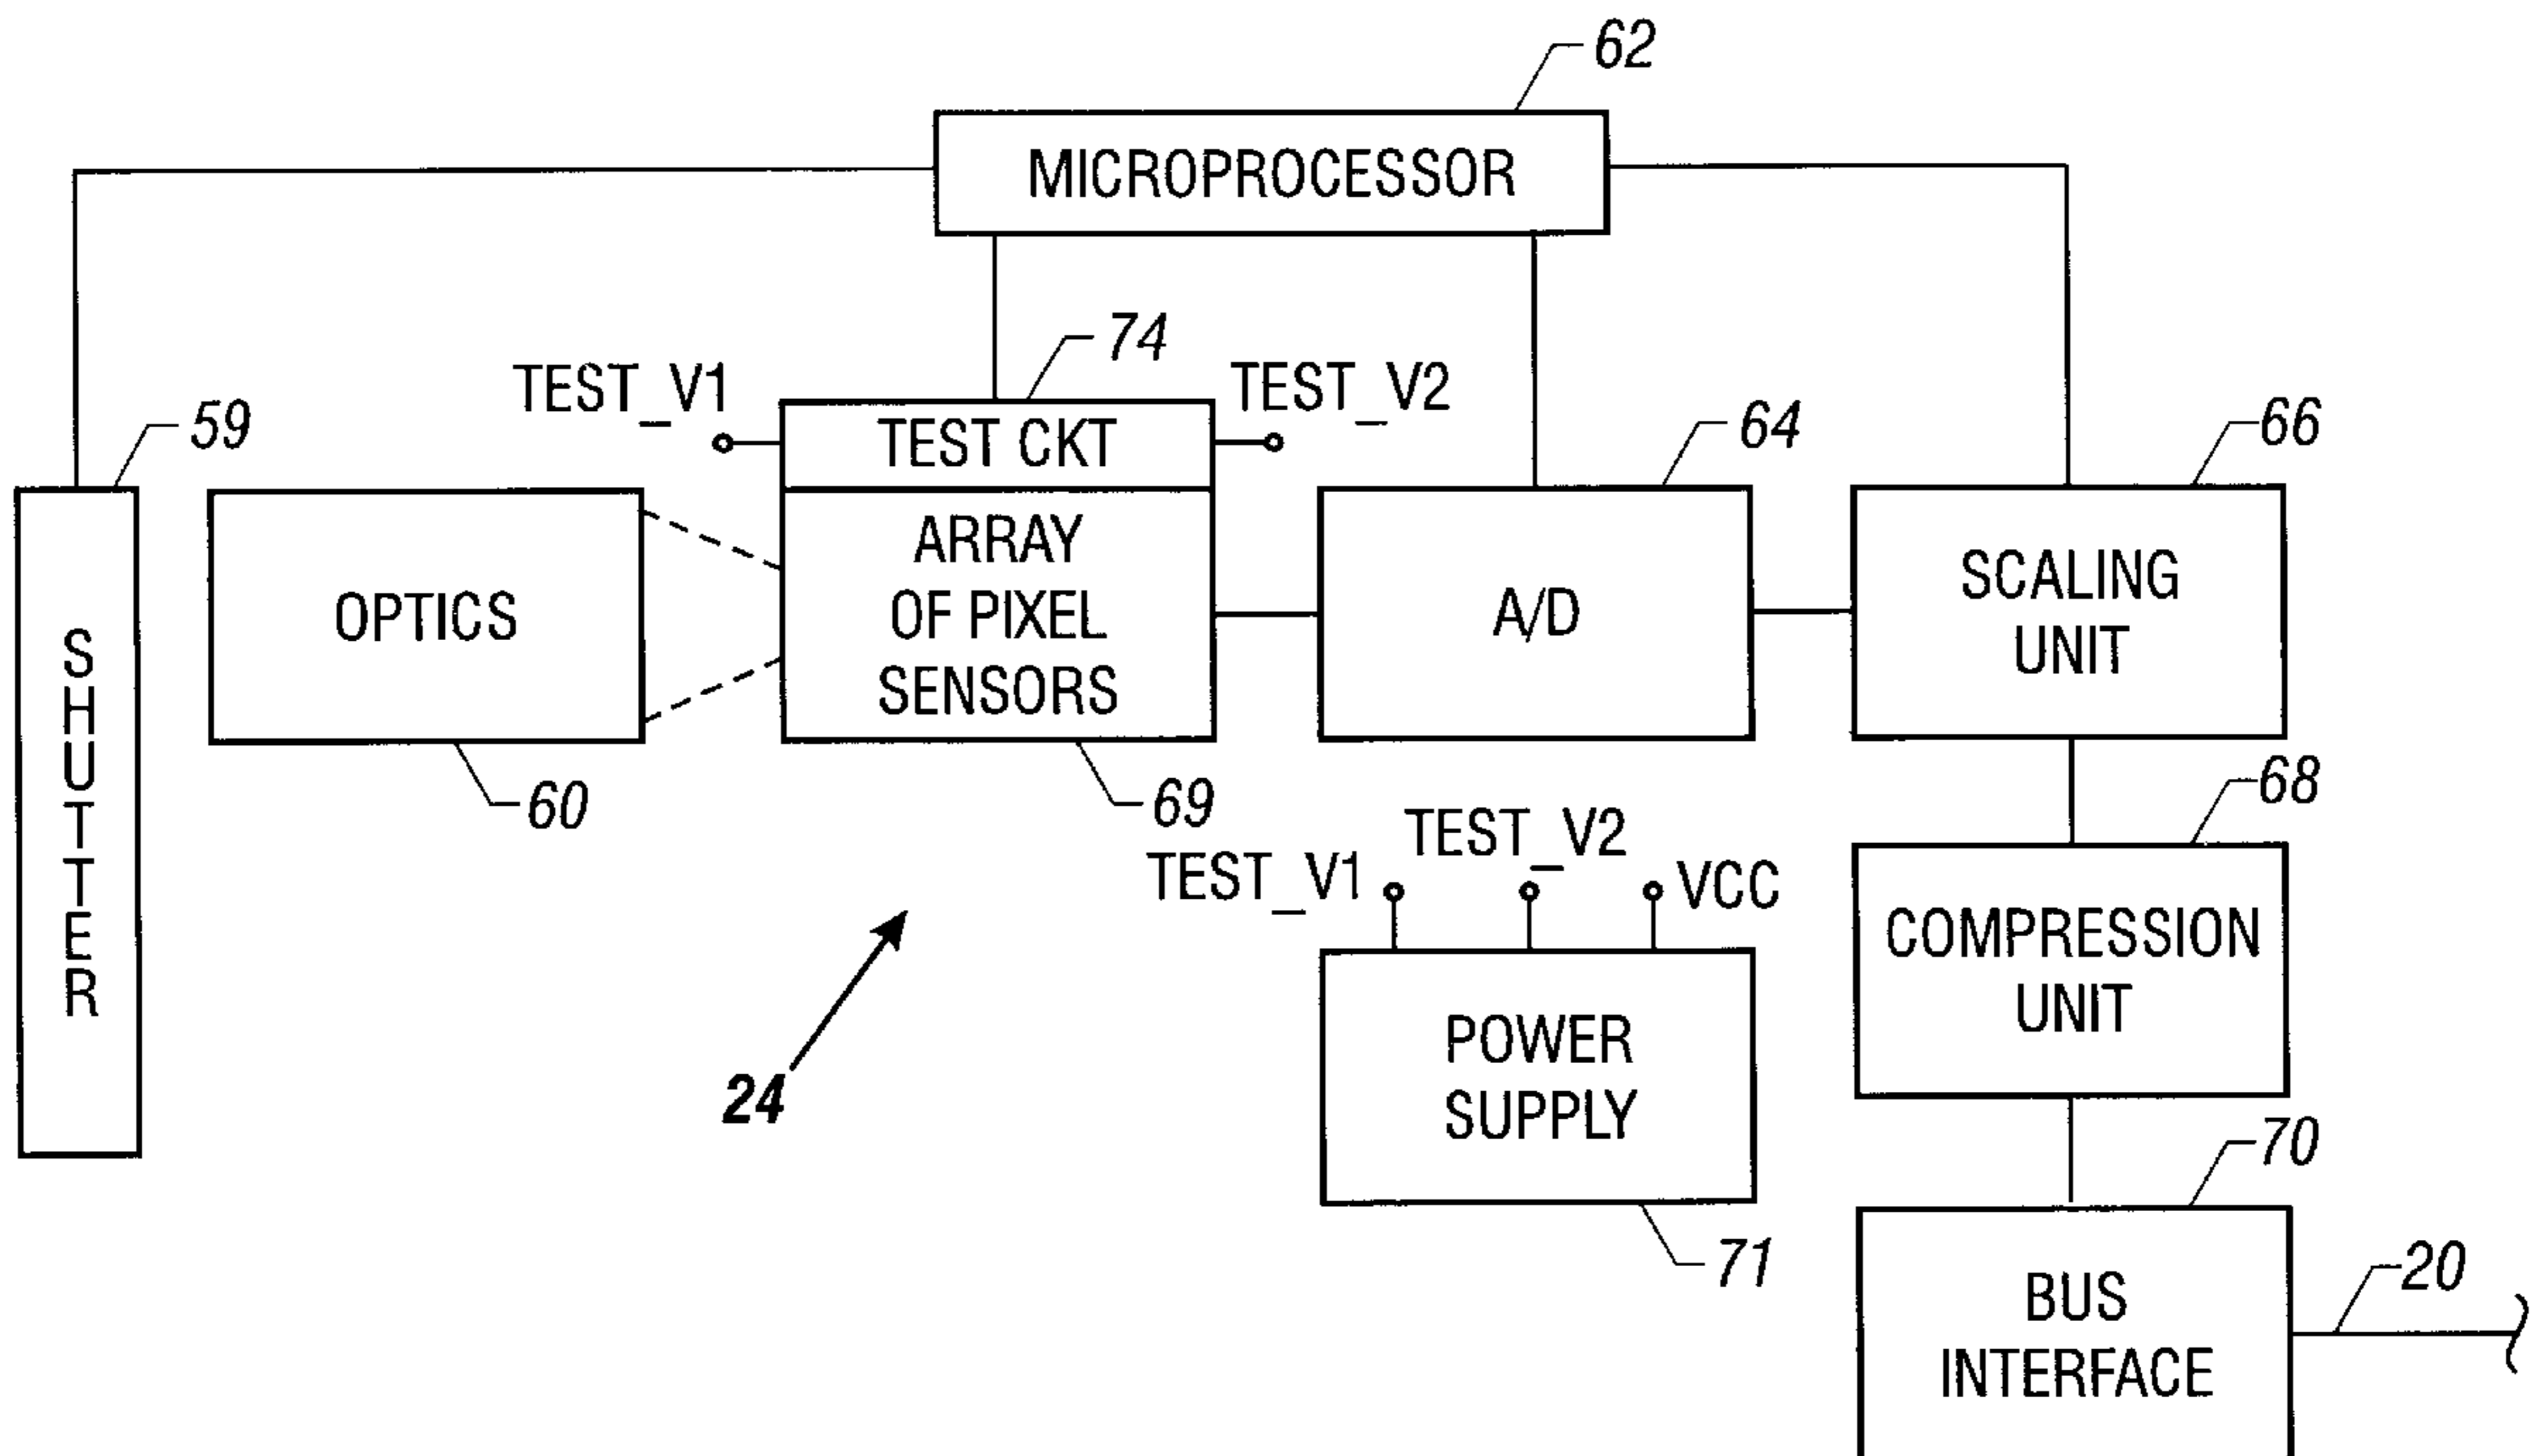 62
MICROPROCESSOR
74
TEST_V1
TEST_V2
59
TEST CKT
64
66
SHUTTER
OPTICS
ARRAY
OF PIXEL
SENSORS
A/D
SCALING
UNIT
60
69
68
TEST_V1
TEST_V2
VCC
COMPRESSION
UNIT
24
POWER
SUPPLY
70
71
20
BUS
INTERFACE